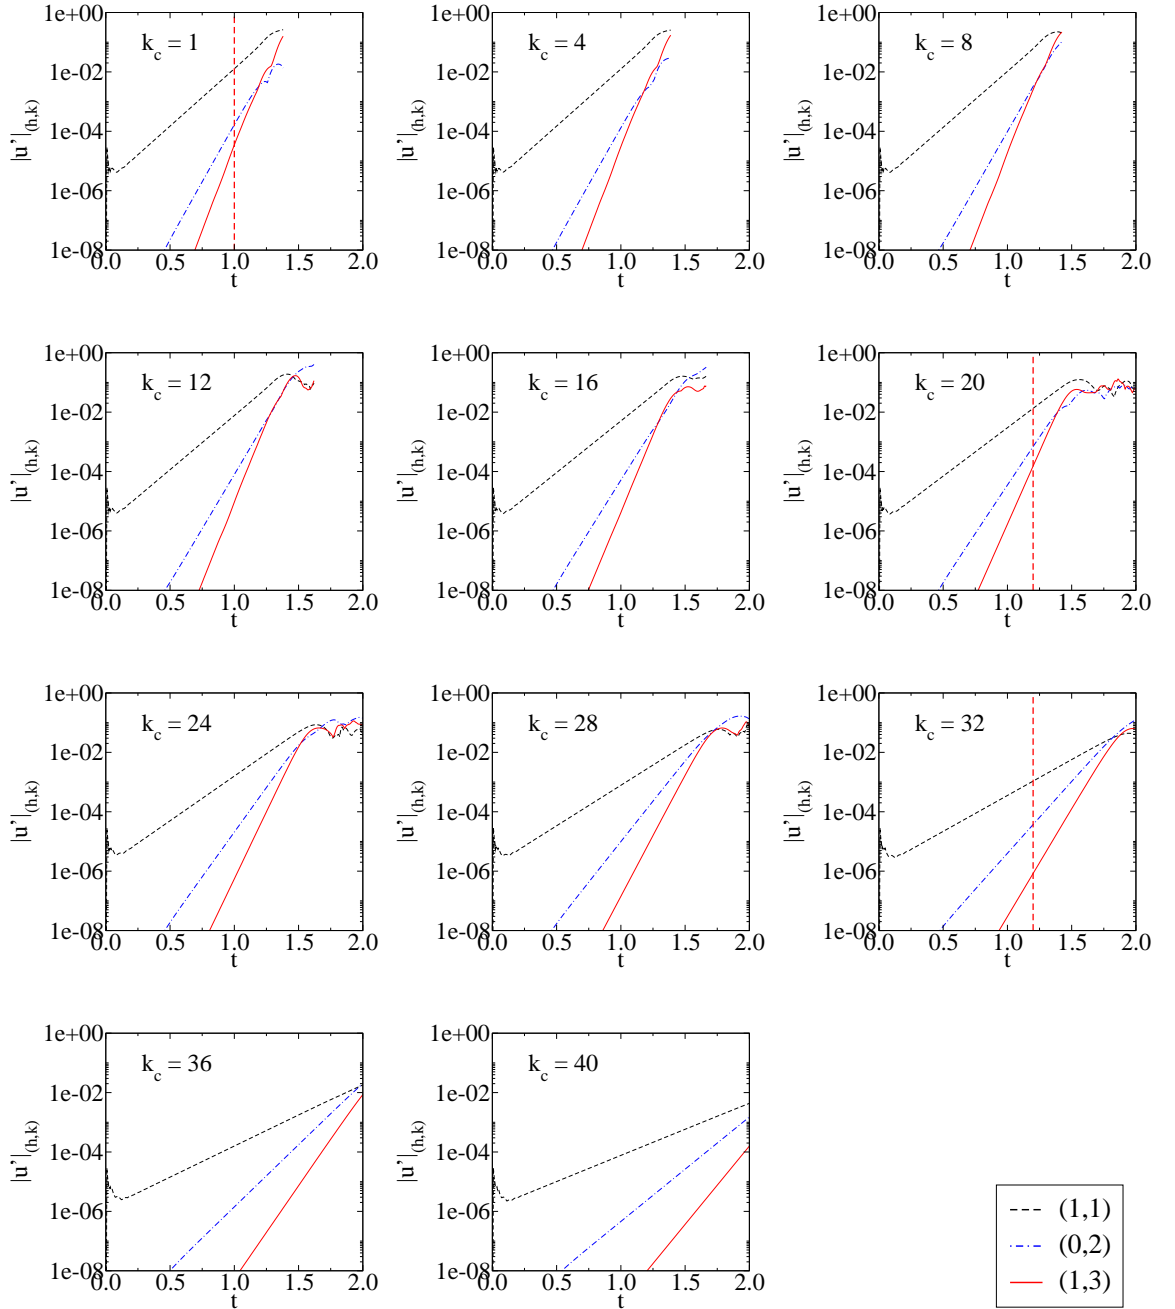 1e+00
1e-02
1e-04
1e-06
1e-08
|u'|(h,k)
k_c = 1
0.0 0.5 1.0 1.5 2.0
t
1e+00
1e-02
1e-04
1e-06
1e-08
|u'|(h,k)
k_c = 4
0.0 0.5 1.0 1.5 2.0
t
1e+00
1e-02
1e-04
1e-06
1e-08
|u'|(h,k)
k_c = 8
0.0 0.5 1.0 1.5 2.0
t
1e+00
1e-02
1e-04
1e-06
1e-08
|u'|(h,k)
k_c = 12
0.0 0.5 1.0 1.5 2.0
t
1e+00
1e-02
1e-04
1e-06
1e-08
|u'|(h,k)
k_c = 16
0.0 0.5 1.0 1.5 2.0
t
1e+00
1e-02
1e-04
1e-06
1e-08
|u'|(h,k)
k_c = 20
0.0 0.5 1.0 1.5 2.0
t
1e+00
1e-02
1e-04
1e-06
1e-08
|u'|(h,k)
k_c = 24
0.0 0.5 1.0 1.5 2.0
t
1e+00
1e-02
1e-04
1e-06
1e-08
|u'|(h,k)
k_c = 28
0.0 0.5 1.0 1.5 2.0
t
1e+00
1e-02
1e-04
1e-06
1e-08
|u'|(h,k)
k_c = 32
0.0 0.5 1.0 1.5 2.0
t
1e+00
1e-02
1e-04
1e-06
1e-08
|u'|(h,k)
k_c = 36
0.0 0.5 1.0 1.5 2.0
t
1e+00
1e-02
1e-04
1e-06
1e-08
|u'|(h,k)
k_c = 40
0.0 0.5 1.0 1.5 2.0
t
(1,1)
(0,2)
(1,3)